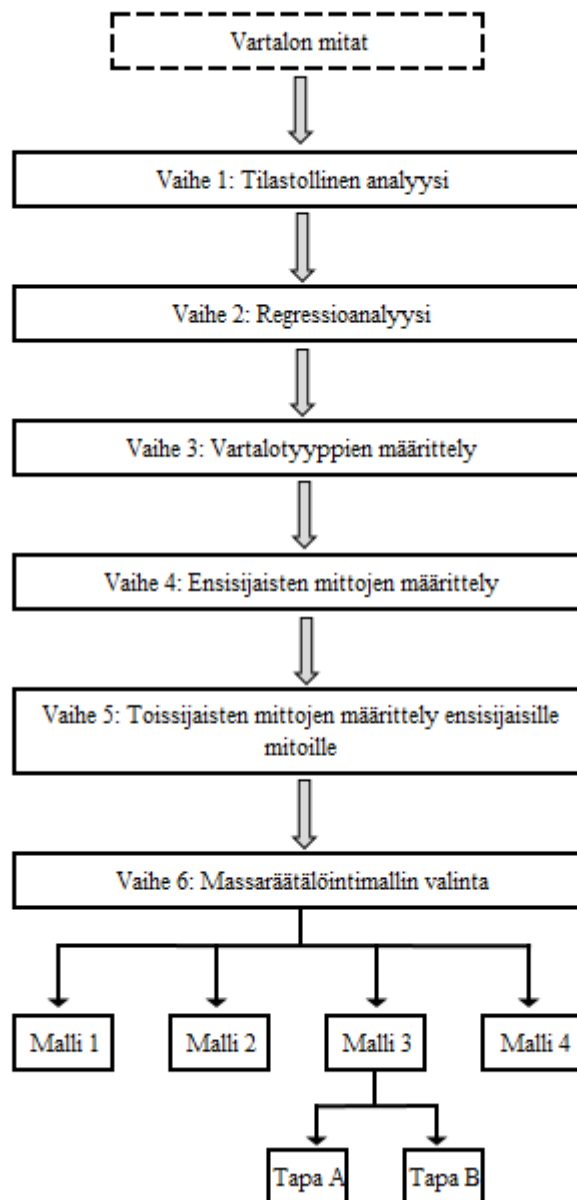 Vartalon mitat
Vaihe 1: Tilastollinen analyysi
Vaihe 2: Regressioanalyysi
Vaihe 3: Vartalotyyppien määrittely
Vaihe 4: Ensisijaisten mittojen määrittely
Vaihe 5: Toissijaisten mittojen määrittely ensisijaisille
mitoille
Vaihe 6: Massaräätälöintimallin valinta
Malli 1
Malli 2
Malli 3
Malli 4
Tapa A
Tapa B